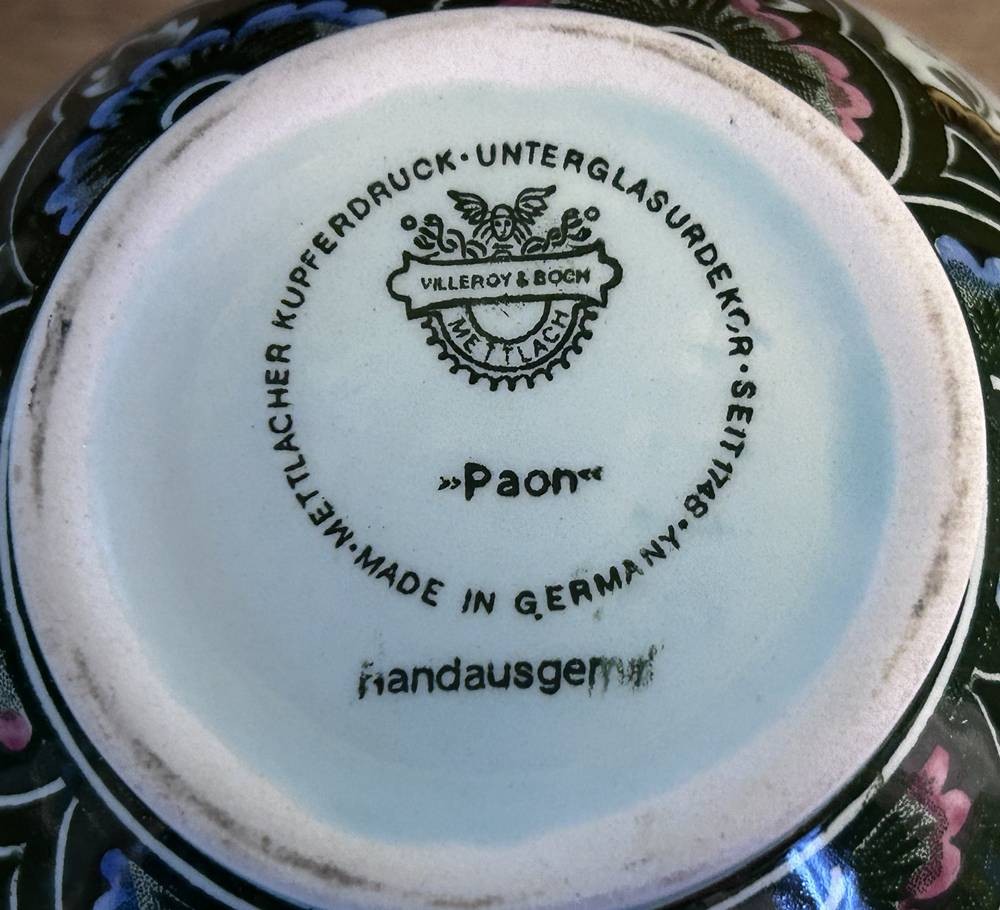 METTLACHER KUPFERDRUCK · UNTERGLASURDEKOR · SEIT 1748 · MADE IN GERMANY ·
VILLEROY & BOCH
METTLACH
»Paon«